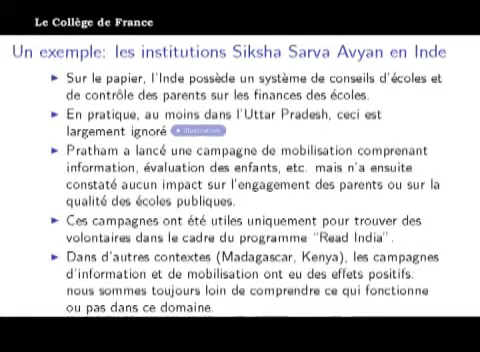 Le Collège de France
Un exemple: les institutions Siksha Sarva Avyan en Inde
Sur le papier, l'Inde possède un système de conseils d'écoles et
de contrôle des parents sur les finances des écoles.
En pratique, au moins dans l'Uttar Pradesh, ceci est
largement ignoré
Pratham a lancé une campagne de mobilisation comprenant
information, évaluation des enfants, etc. mais n'a ensuite
constaté aucun impact sur l'engagement des parents ou sur la
qualité des écoles publiques.
Ces campagnes ont été utiles uniquement pour trouver des
volontaires dans le cadre du programme "Read India".
Dans d'autres contextes (Madagascar, Kenya), les campagnes
d'information et de mobilisation ont eu des effets positifs:
nous sommes toujours loin de comprendre ce qui fonctionne
ou pas dans ce domaine.